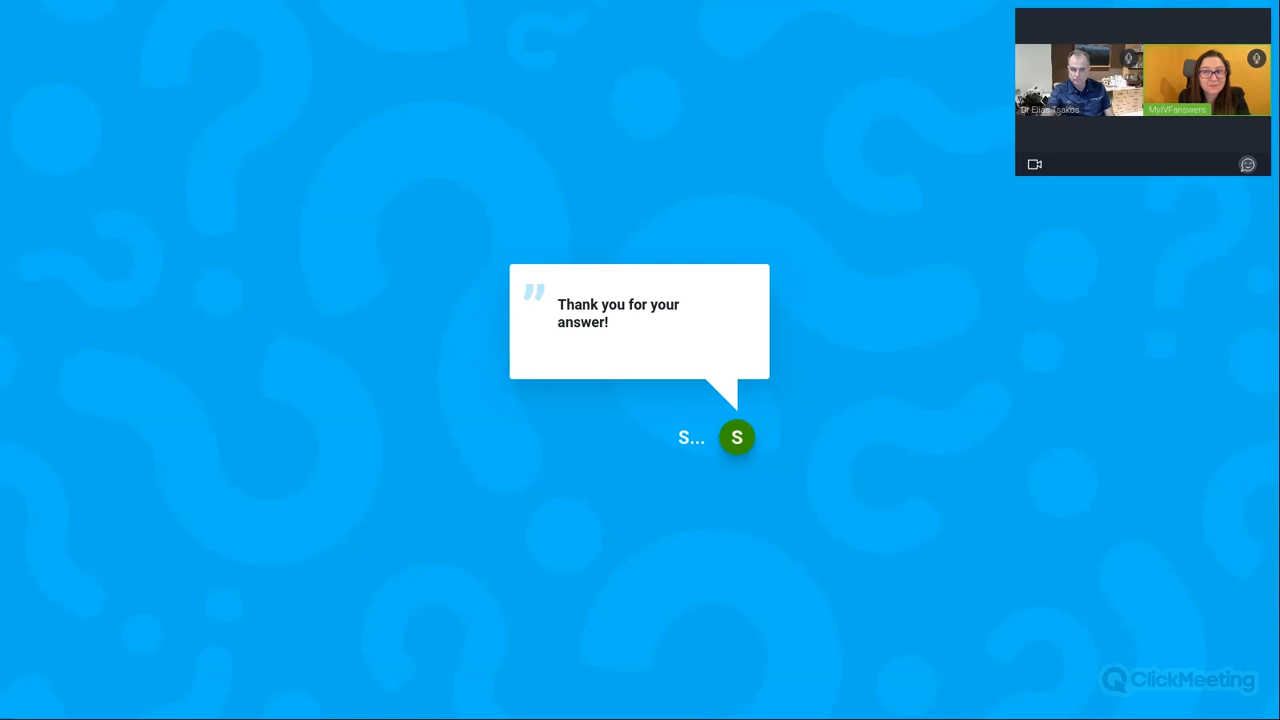 Dr Elias Tsakos
MyIVFanswers
”
Thank you for your
answer!
S...
S
ClickMeeting